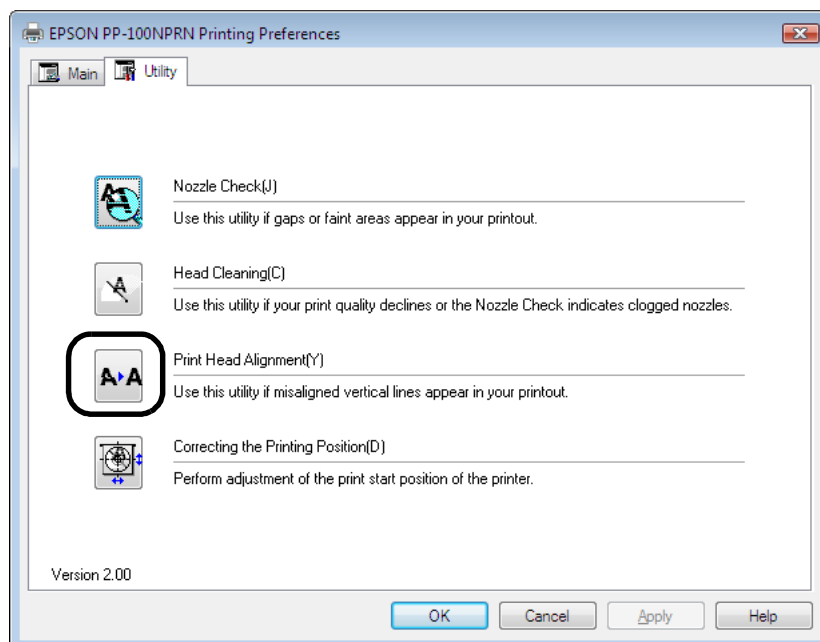 EPSON PP-100NPRN Printing Preferences
Main
Utility
Nozzle Check(J)
Use this utility if gaps or faint areas appear in your printout.
Head Cleaning(C)
Use this utility if your print quality declines or the Nozzle Check indicates clogged nozzles.
Print Head Alignment(Y)
Use this utility if misaligned vertical lines appear in your printout.
Correcting the Printing Position(D)
Perform adjustment of the print start position of the printer.
Version 2.00
OK
Cancel
Apply
Help